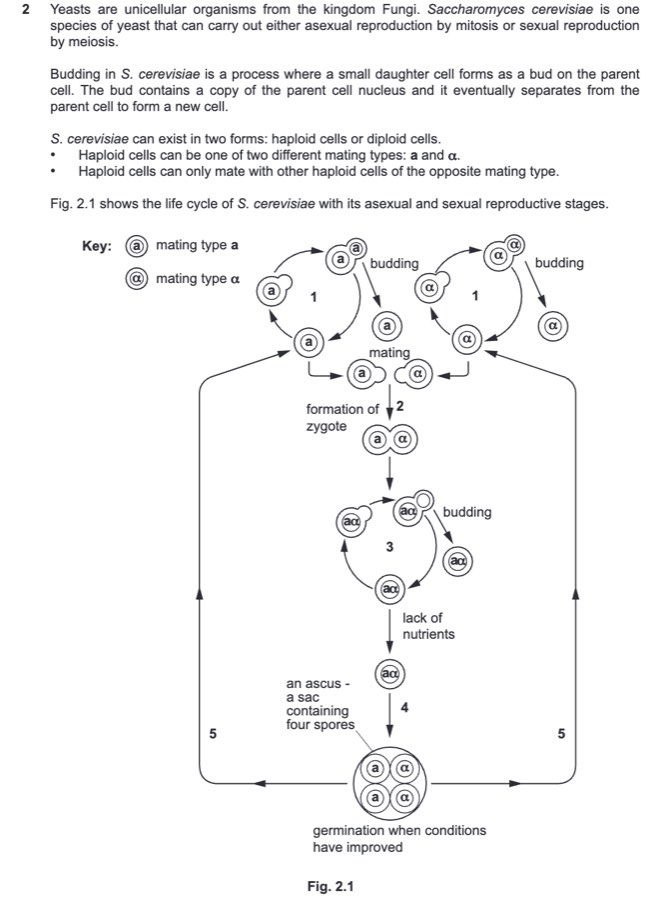 2 Yeasts are unicellular organisms from the kingdom Fungi. Saccharomyces cerevisiae is one
species of yeast that can carry out either asexual reproduction by mitosis or sexual reproduction
by meiosis.
Budding in S. cerevisiae is a process where a small daughter cell forms as a bud on the parent
cell. The bud contains a copy of the parent cell nucleus and it eventually separates from the
parent cell to form a new cell.
S. cerevisiae can exist in two forms: haploid cells or diploid cells.
• Haploid cells can be one of two different mating types: a and α.
• Haploid cells can only mate with other haploid cells of the opposite mating type.
Fig. 2.1 shows the life cycle of S. cerevisiae with its asexual and sexual reproductive stages.
Key: a mating type a
α mating type α
a a budding
α α budding
a 1
α 1
a
α
a
α
mating
a α
formation of 2
zygote
a α
aα
aα budding
3
aα
aα
lack of
nutrients
aα
an ascus -
a sac
containing
four spores
4
5
5
a α
a α
germination when conditions
have improved
Fig. 2.1